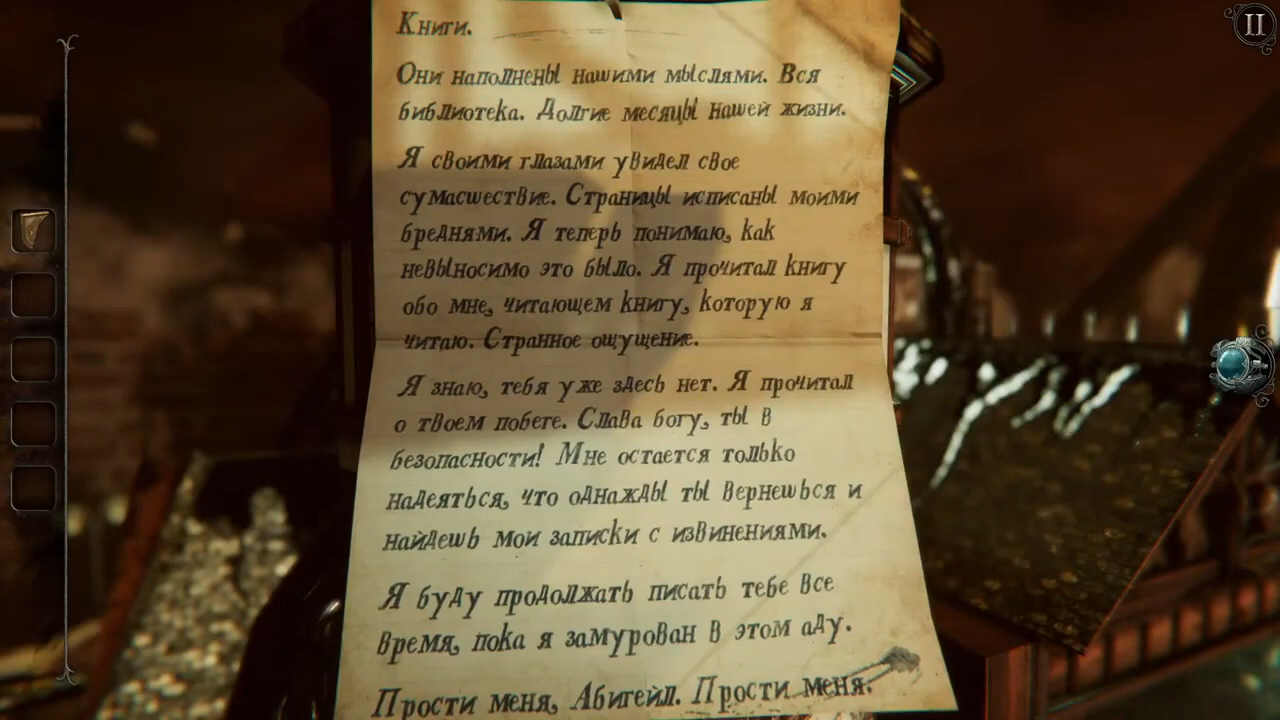 II
Книги.
Они наполнены нашими мыслями. Вся
библиотека. Долгие месяцы нашей жизни.
Я своими глазами увидел свое
сумасшествие. Страницы исписаны моими
бреднями. Я теперь понимаю, как
невыносимо это было. Я прочитал книгу
обо мне, читающем книгу, которую я
читаю. Странное ощущение.
Я знаю, тебя уже здесь нет. Я прочитал
о твоем побеге. Слава богу, ты в
безопасности! Мне остается только
надеяться, что однажды ты вернешься и
найдешь мои записки с извинениями.
Я буду продолжать писать тебе все
время, пока я замурован в этом аду.
Прости меня, Абигейл. Прости меня.